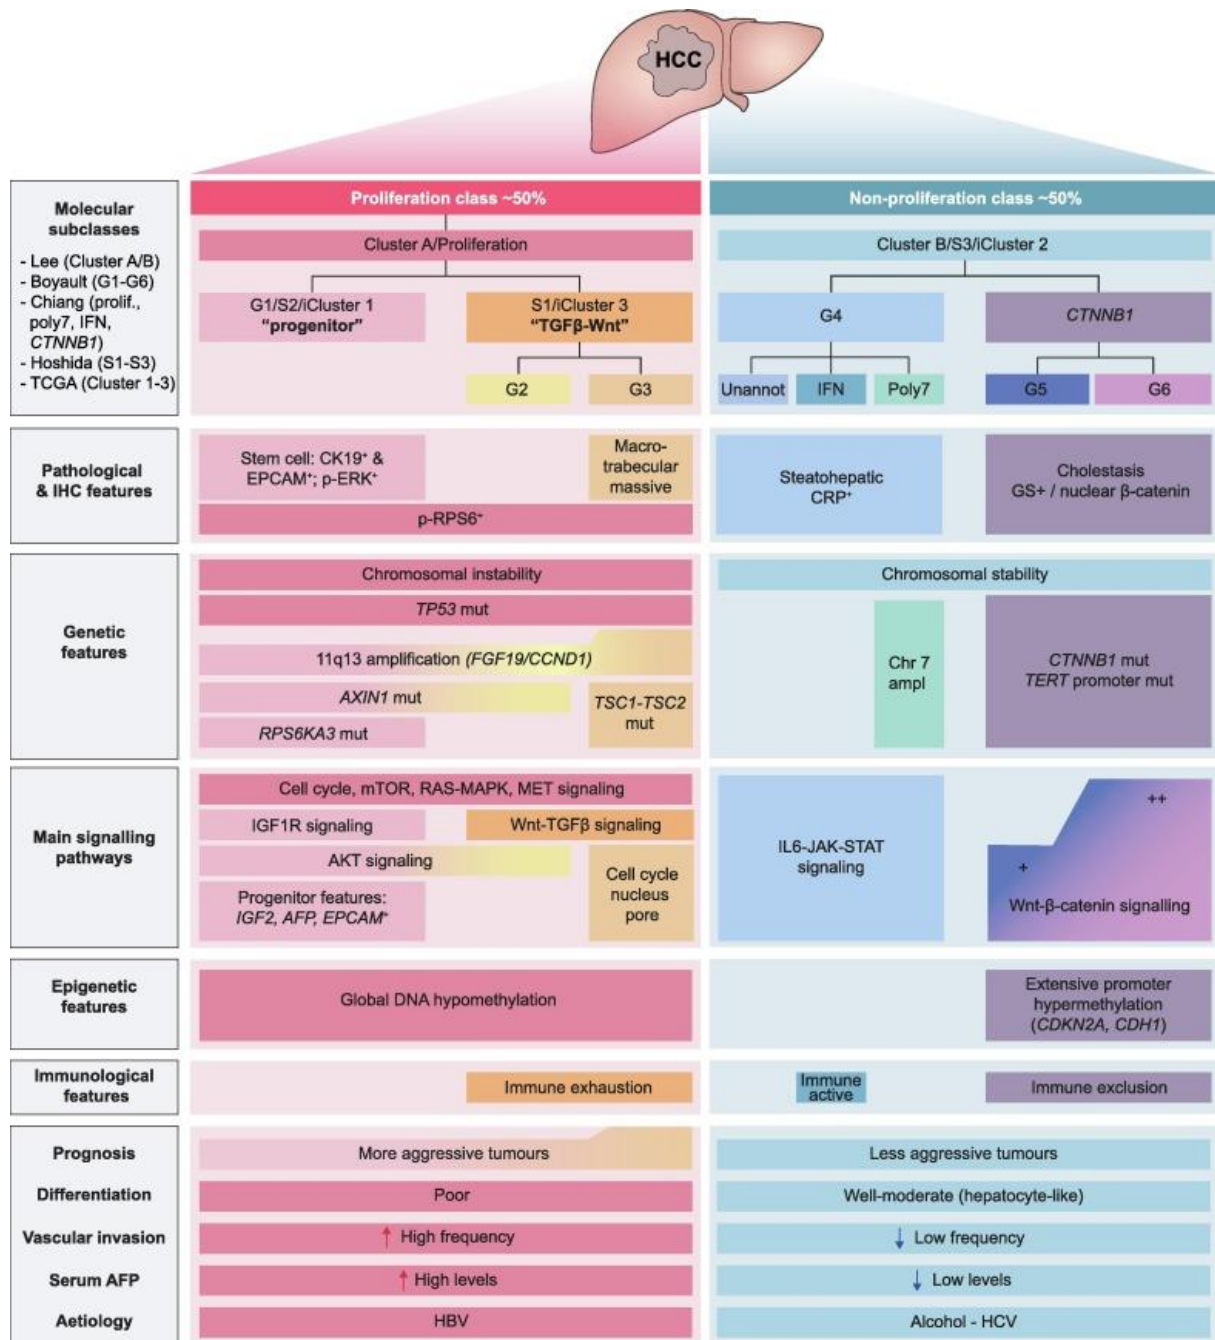 HCC
Proliferation class ~50%
Non-proliferation class ~50%
Molecular
subclasses
- Lee (Cluster A/B)
- Boyault (G1-G6)
- Chiang (prolif.,
poly7, IFN,
CTNNB1)
- Hoshida (S1-S3)
- TCGA (Cluster 1-3)
Cluster A/Proliferation
G1/S2/iCluster 1
“progenitor”
S1/iCluster 3
“TGFβ-Wnt”
G2
G3
Cluster B/S3/iCluster 2
G4
CTNNB1
Unannot
IFN
Poly7
G5
G6
Pathological
& IHC features
Stem cell: CK19⁺ &
EPCAM⁺; p-ERK⁺
Macro-
trabecular
massive
p-RPS6⁺
Steatohepatic
CRP⁺
Cholestasis
GS+ / nuclear β-catenin
Genetic
features
Chromosomal instability
TP53 mut
11q13 amplification (FGF19/CCND1)
AXIN1 mut
RPS6KA3 mut
TSC1-TSC2
mut
Chromosomal stability
Chr 7
ampl
CTNNB1 mut
TERT promoter mut
Main signalling
pathways
Cell cycle, mTOR, RAS-MAPK, MET signaling
IGF1R signaling
Wnt-TGFβ signaling
AKT signaling
Progenitor features:
IGF2, AFP, EPCAM⁺
Cell cycle
nucleus
pore
IL6-JAK-STAT
signaling
++
+
Wnt-β-catenin signalling
Epigenetic
features
Global DNA hypomethylation
Extensive promoter
hypermethylation
(CDKN2A, CDH1)
Immunological
features
Immune exhaustion
Immune
active
Immune exclusion
Prognosis
More aggressive tumours
Less aggressive tumours
Differentiation
Poor
Well-moderate (hepatocyte-like)
Vascular invasion
↑ High frequency
↓ Low frequency
Serum AFP
↑ High levels
↓ Low levels
Aetiology
HBV
Alcohol - HCV